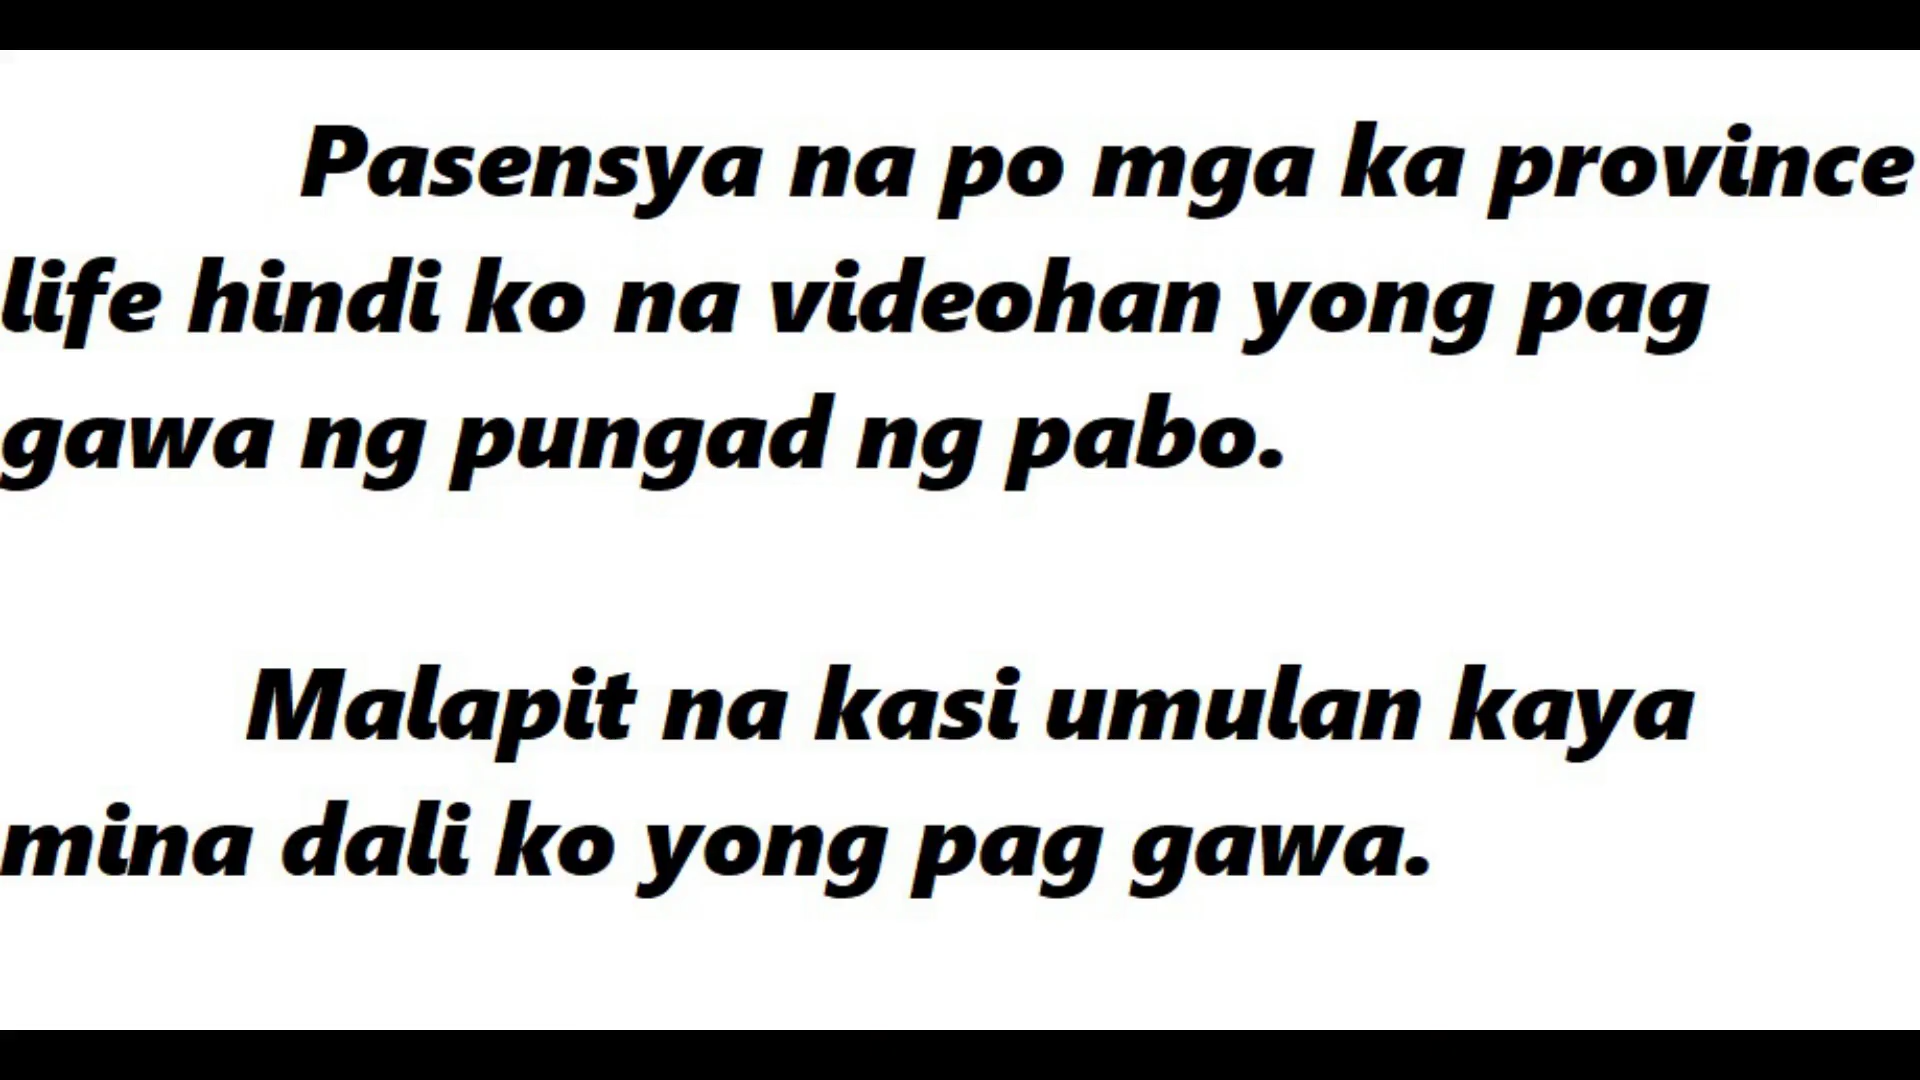 Pasensya na po mga ka province
life hindi ko na videohan yong pag
gawa ng pungad ng pabo.
Malapit na kasi umulan kaya
mina dali ko yong pag gawa.